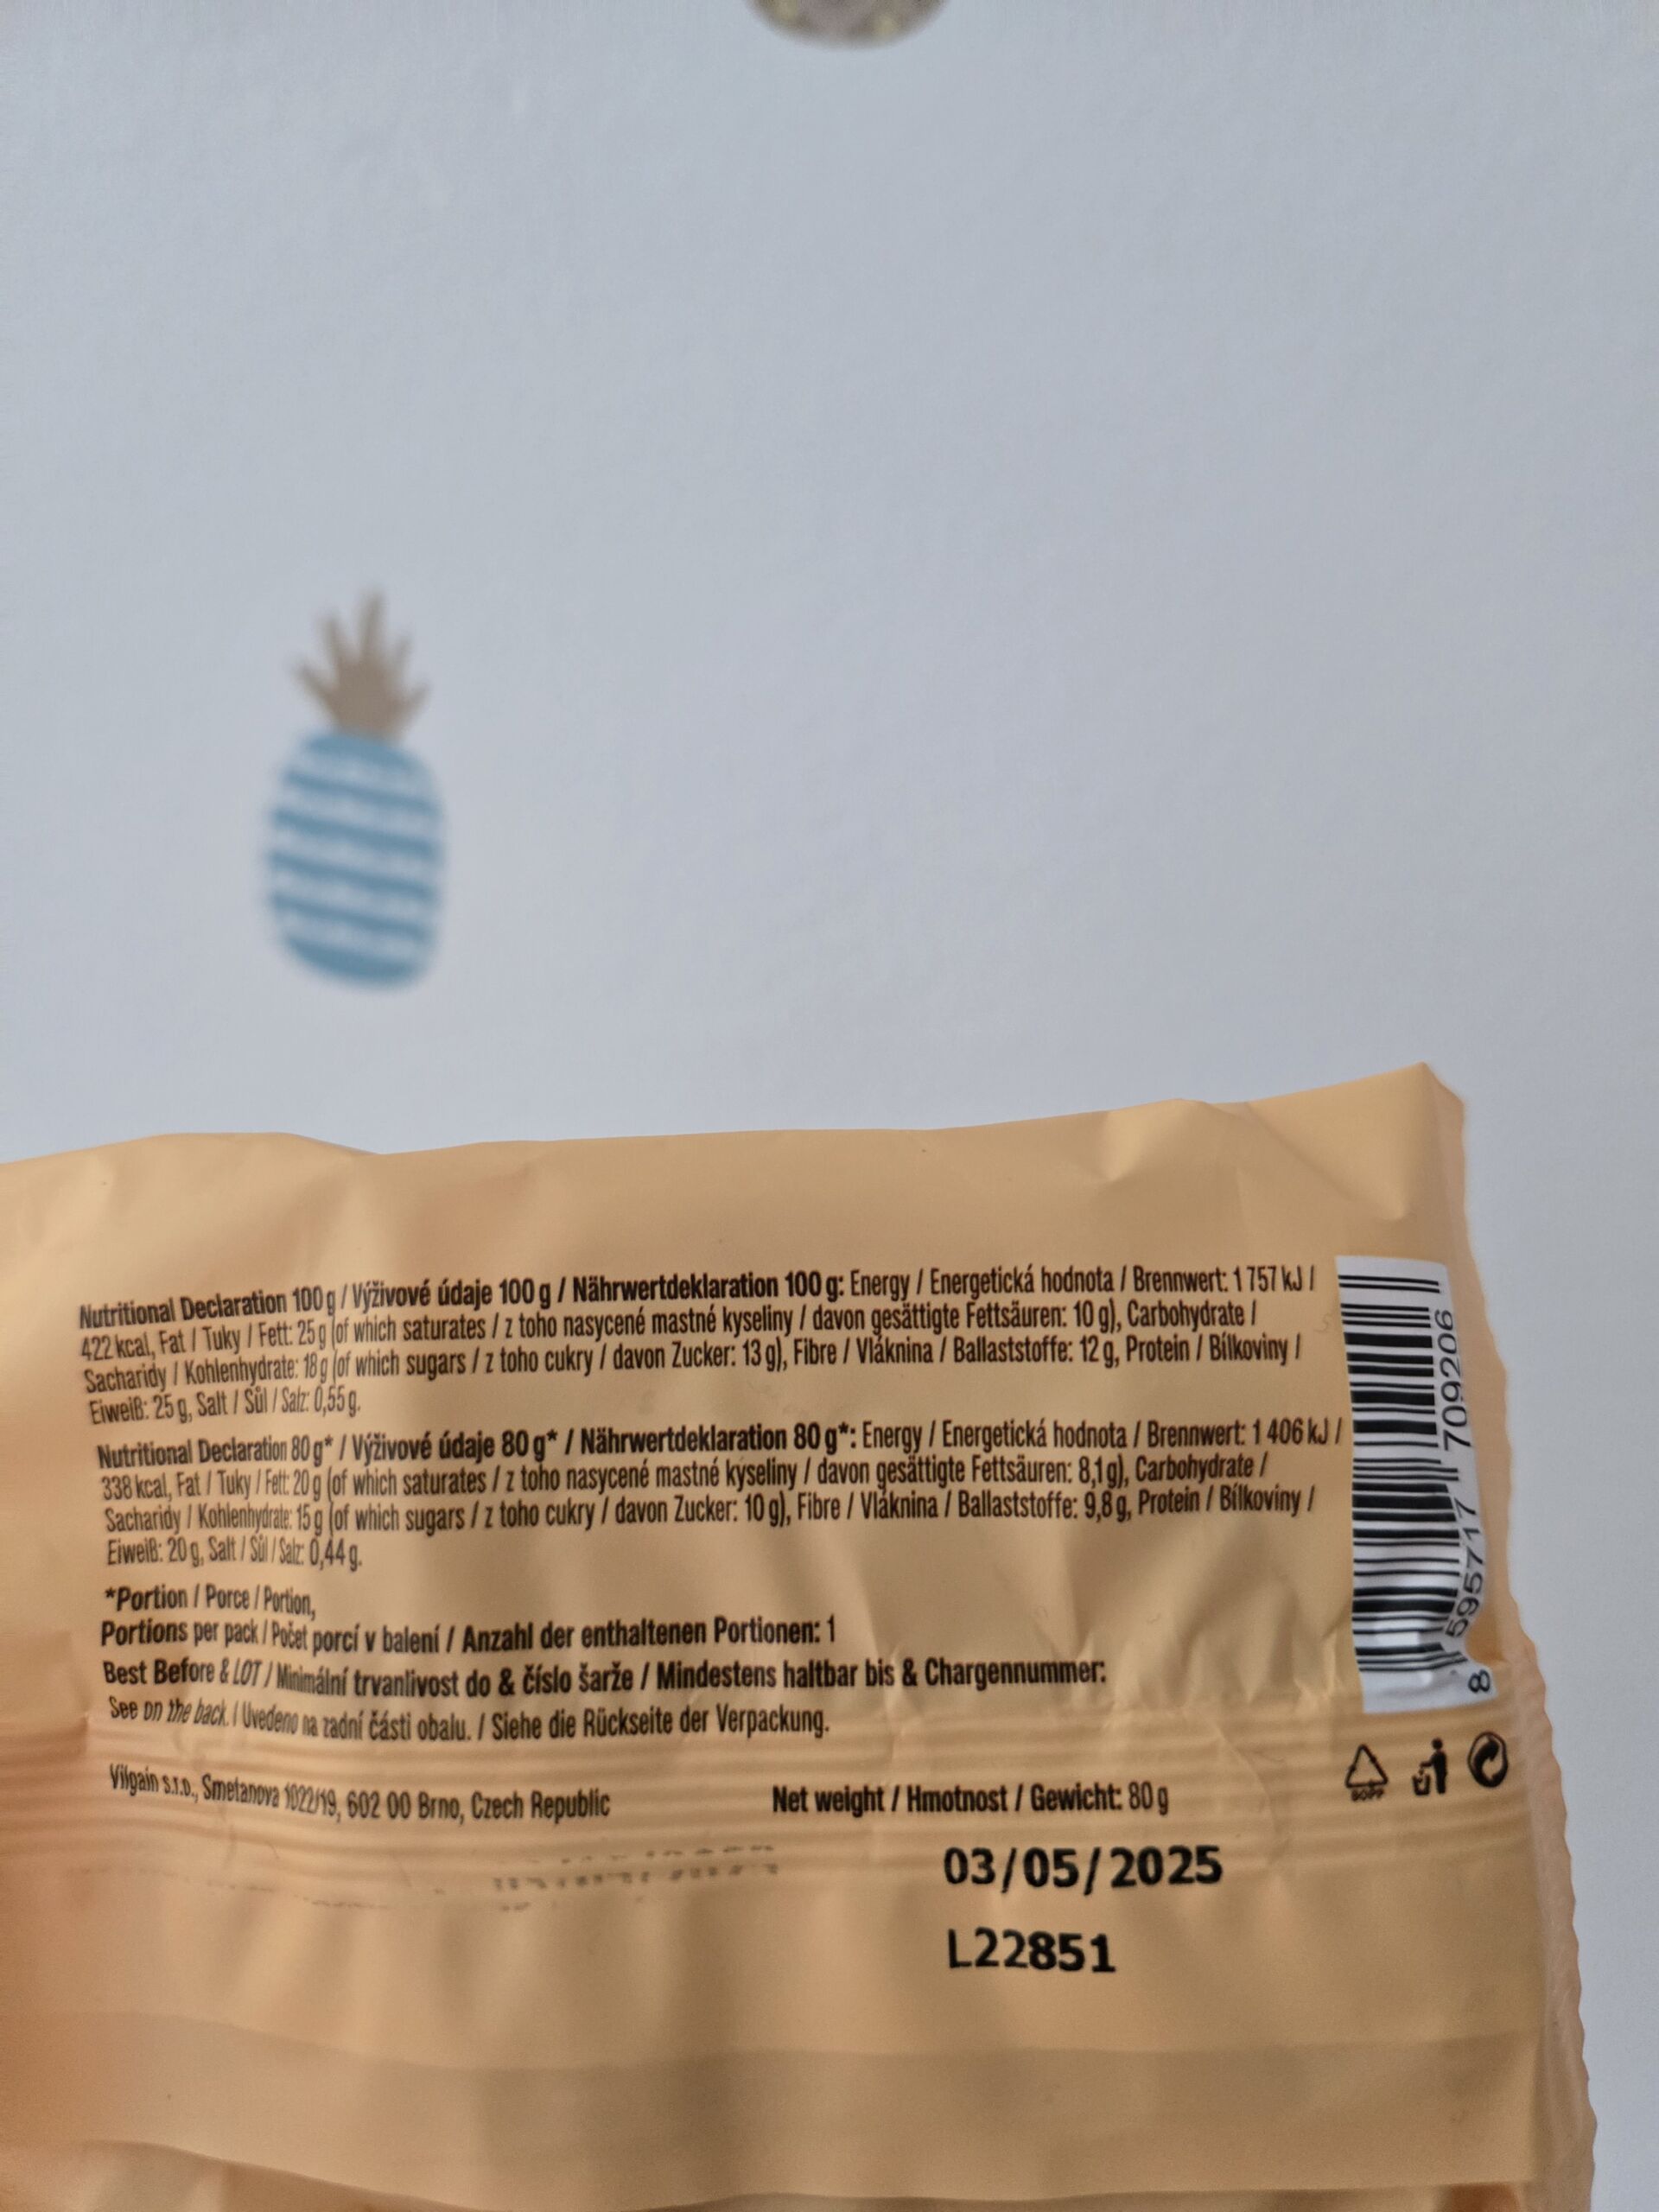 Nutritional Declaration 100 g / Výživové údaje 100 g / Nährwertdeklaration 100 g: Energy / Energetická hodnota / Brennwert: 1 757 kJ /
422 kcal, Fat / Tuky / Fett: 25 g (of which saturates / z toho nasycené mastné kyseliny / davon gesättigte Fettsäuren: 10 g), Carbohydrate /
Sacharidy / Kohlenhydrate: 18 g (of which sugars / z toho cukry / davon Zucker: 13 g), Fibre / Vláknina / Ballaststoffe: 12 g, Protein / Bílkoviny /
Eiweiß: 25 g, Salt / Sůl / Salz: 0,55 g.
Nutritional Declaration 80 g* / Výživové údaje 80 g* / Nährwertdeklaration 80 g*: Energy / Energetická hodnota / Brennwert: 1 406 kJ /
338 kcal, Fat / Tuky / Fett: 20 g (of which saturates / z toho nasycené mastné kyseliny / davon gesättigte Fettsäuren: 8,1 g), Carbohydrate /
Sacharidy / Kohlenhydrate: 15 g (of which sugars / z toho cukry / davon Zucker: 10 g), Fibre / Vláknina / Ballaststoffe: 9,8 g, Protein / Bílkoviny /
Eiweiß: 20 g, Salt / Sůl / Salz: 0,44 g.
*Portion / Porce / Portion,
Portions per pack / Počet porcí v balení / Anzahl der enthaltenen Portionen: 1
Best Before & LOT / Minimální trvanlivost do & číslo šarže / Mindestens haltbar bis & Chargennummer:
See on the back. / Uvedeno na zadní části obalu. / Siehe die Rückseite der Verpackung.
Vilgain s.r.o., Smetanova 1022/19, 602 00 Brno, Czech Republic
Net weight / Hmotnost / Gewicht: 80 g
03/05/2025
L22851
8 595717 709206
BOPP